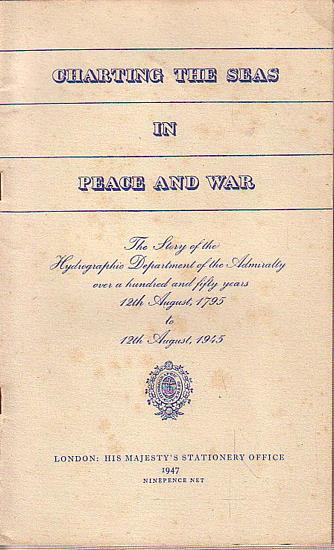 CHARTING THE SEAS
IN
PEACE AND WAR
The Story of the
Hydrographic Department of the Admiralty
over a hundred and fifty years
12th August, 1795
to
12th August, 1945
LONDON: HIS MAJESTY'S STATIONERY OFFICE
1947
NINEPENCE NET